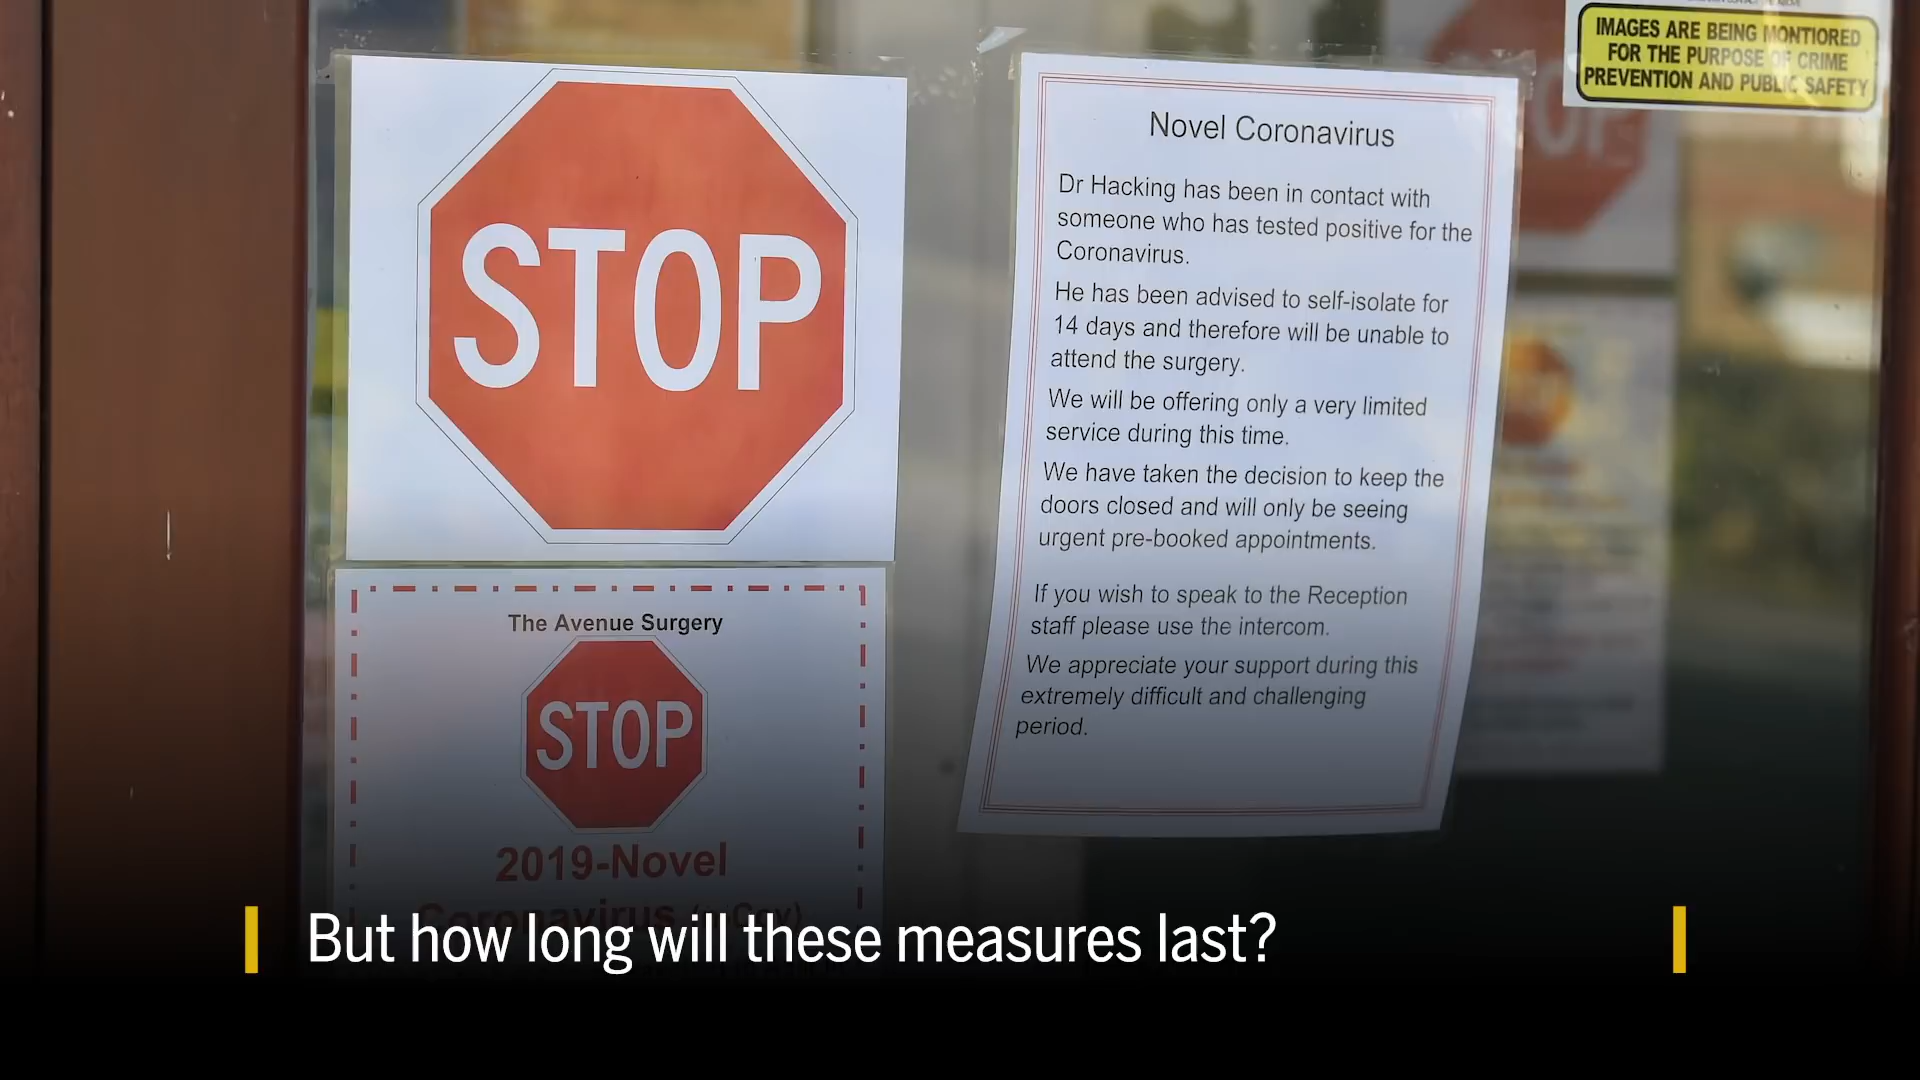 STOP
The Avenue Surgery
STOP
2019-Novel
Coronavirus
Novel Coronavirus
Dr Hacking has been in contact with
someone who has tested positive for the
Coronavirus.
He has been advised to self-isolate for
14 days and therefore will be unable to
attend the surgery.
We will be offering only a very limited
service during this time.
We have taken the decision to keep the
doors closed and will only be seeing
urgent pre-booked appointments.
If you wish to speak to the Reception
staff please use the intercom.
We appreciate your support during this
extremely difficult and challenging
period.
IMAGES ARE BEING MONTIORED
FOR THE PURPOSE OF CRIME
PREVENTION AND PUBLIC SAFETY
But how long will these measures last?